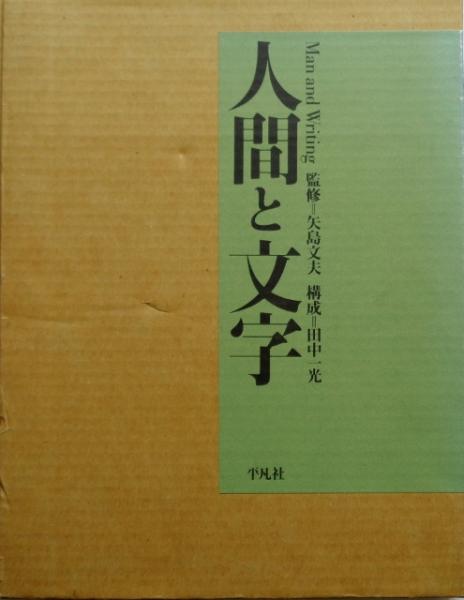 人間と文字
Man and Writing
監修=矢島文夫 構成=田中一光
平凡社